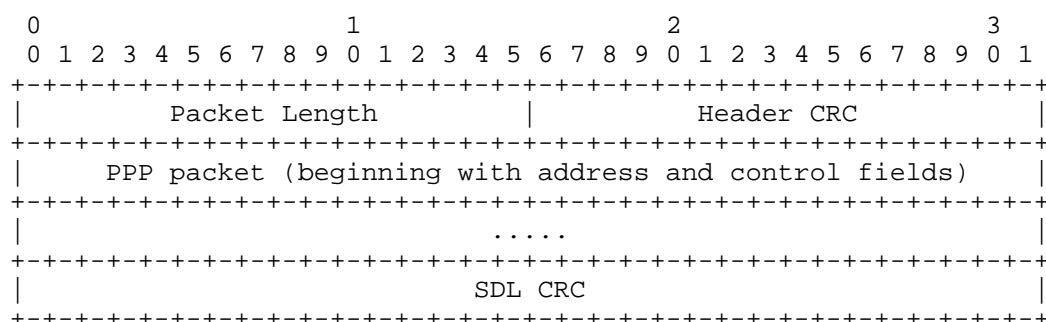 0                   1                   2                   3
 0 1 2 3 4 5 6 7 8 9 0 1 2 3 4 5 6 7 8 9 0 1 2 3 4 5 6 7 8 9 0 1
+-+-+-+-+-+-+-+-+-+-+-+-+-+-+-+-+-+-+-+-+-+-+-+-+-+-+-+-+-+-+-+-+
|         Packet Length         |          Header CRC           |
+-+-+-+-+-+-+-+-+-+-+-+-+-+-+-+-+-+-+-+-+-+-+-+-+-+-+-+-+-+-+-+-+
|     PPP packet (beginning with address and control fields)    |
+-+-+-+-+-+-+-+-+-+-+-+-+-+-+-+-+-+-+-+-+-+-+-+-+-+-+-+-+-+-+-+-+
|                             .....                             |
+-+-+-+-+-+-+-+-+-+-+-+-+-+-+-+-+-+-+-+-+-+-+-+-+-+-+-+-+-+-+-+-+
|                            SDL CRC                            |
+-+-+-+-+-+-+-+-+-+-+-+-+-+-+-+-+-+-+-+-+-+-+-+-+-+-+-+-+-+-+-+-+